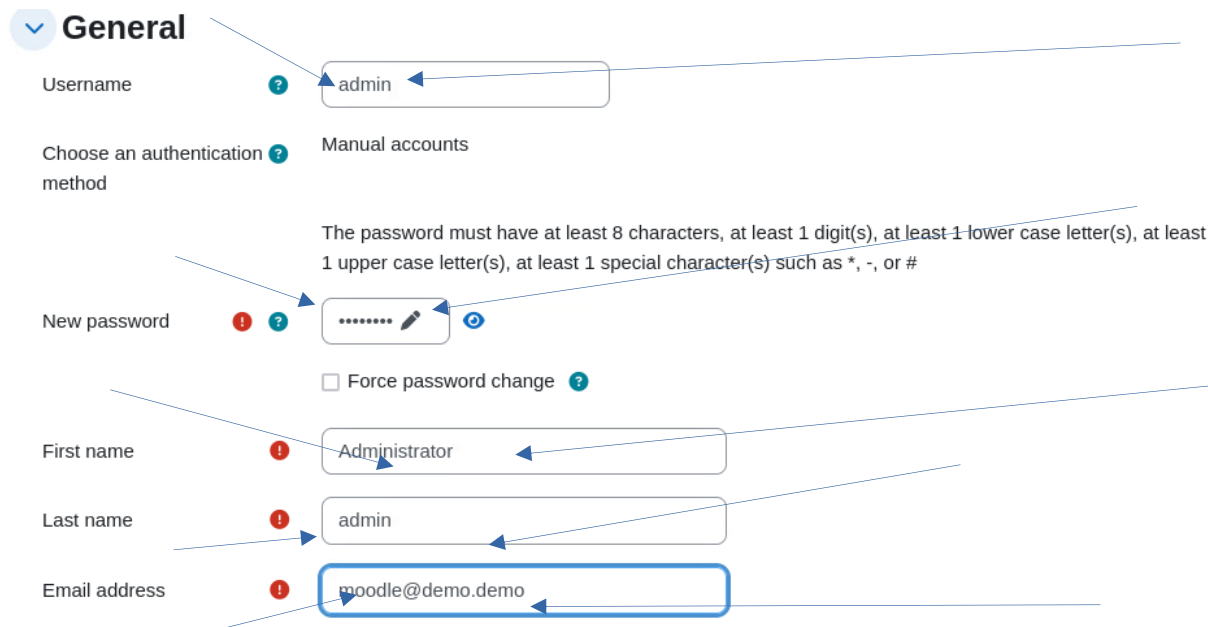 General
Username
admin
Choose an authentication
method
Manual accounts
The password must have at least 8 characters, at least 1 digit(s), at least 1 lower case letter(s), at least
1 upper case letter(s), at least 1 special character(s) such as *, -, or #
New password
••••••••
Force password change
First name
Administrator
Last name
admin
Email address
moodle@demo.demo